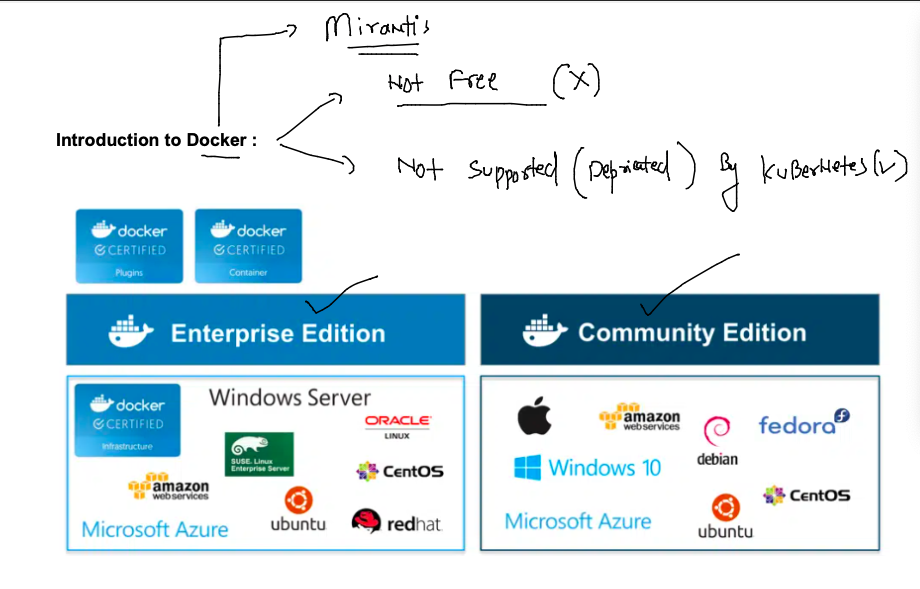 Mirantis
Not Free (X)
Introduction to Docker :
Not Supported (Depriated) By KuBerNetes (✓)
docker
CERTIFIED
Plugins
docker
CERTIFIED
Container
Enterprise Edition
Community Edition
docker
CERTIFIED
Infrastructure
Windows Server
ORACLE
LINUX
SUSE. Linux
Enterprise Server
CentOS
amazon
webservices
ubuntu
redhat
Microsoft Azure
amazon
webservices
debian
fedora
Windows 10
CentOS
Microsoft Azure
ubuntu